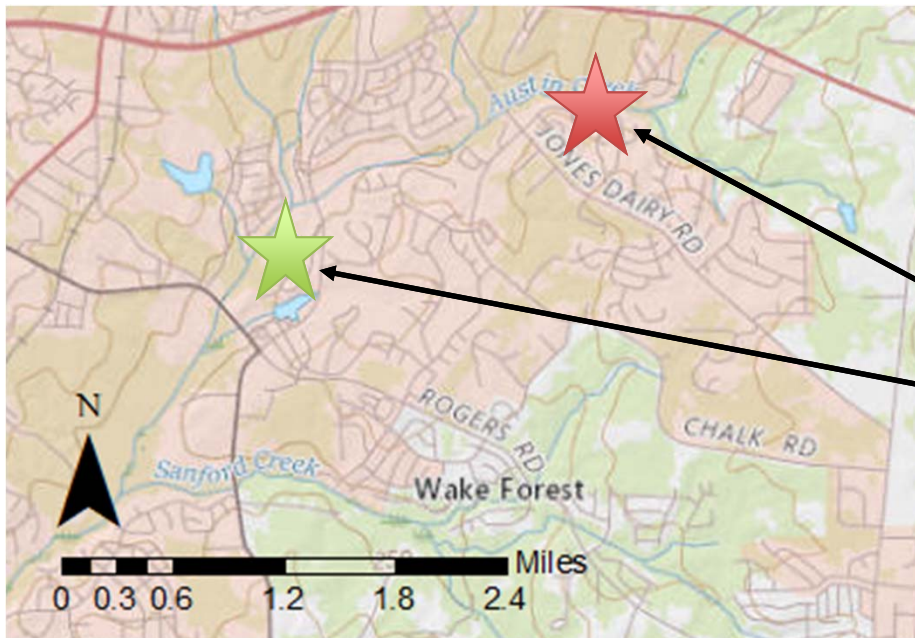 Austin Creek
JONES DAIRY RD
N
ROGERS RD
CHALK RD
Sanford Creek
Wake Forest
Miles
0 0.3 0.6 1.2 1.8 2.4